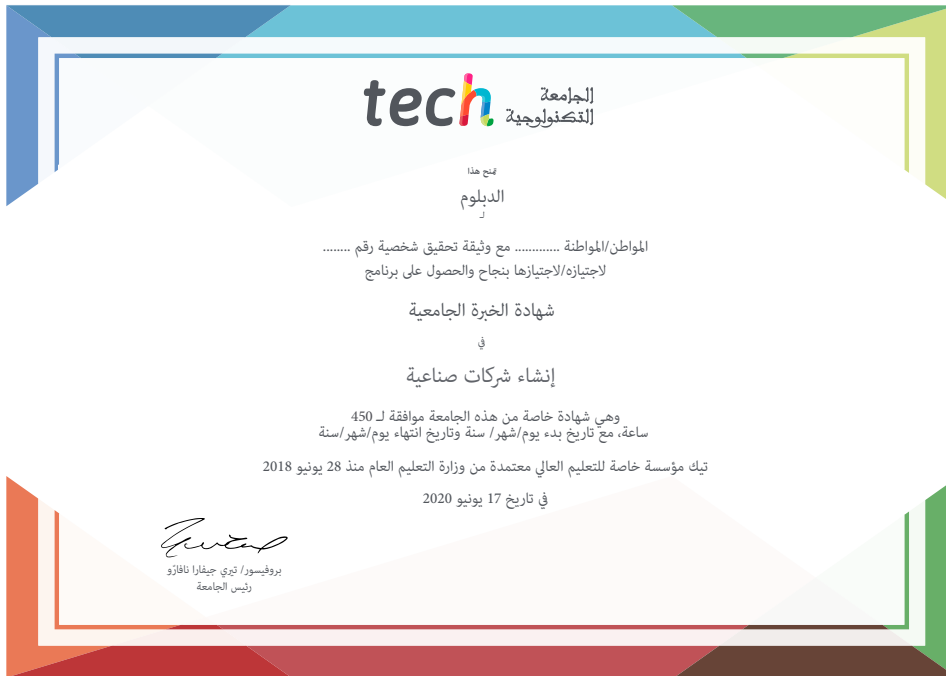 tech الجامعة
التكنولوجية
يمنح هذا
الدبلوم
لـ
المواطن/المواطنة ............. مع وثيقة تحقيق شخصية رقم ........
لاجتيازه/لاجتيازها بنجاح والحصول على برنامج
شهادة الخبرة الجامعية
في
إنشاء شركات صناعية
وهي شهادة خاصة من هذه الجامعة موافقة لـ 450
ساعة، مع تاريخ بدء يوم/شهر/ سنة وتاريخ انتهاء يوم/شهر/سنة
تيك مؤسسة خاصة للتعليم العالي معتمدة من وزارة التعليم العام منذ 28 يونيو 2018
في تاريخ 17 يونيو 2020
بروفيسور/ تيري جيفارا نافارّو
رئيس الجامعة